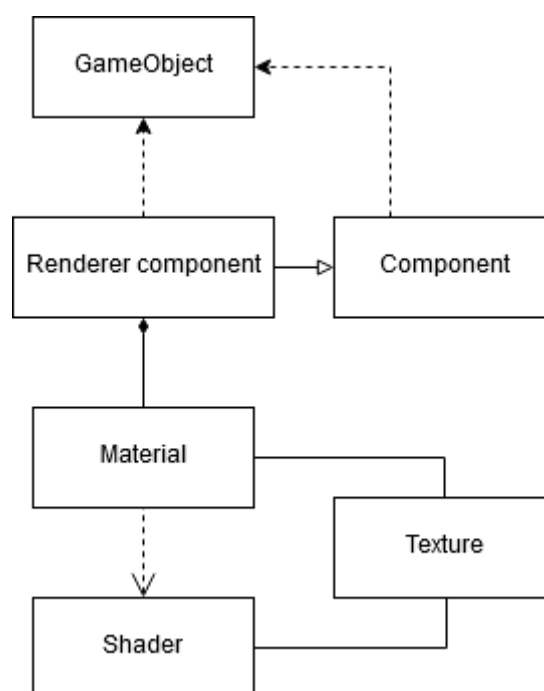 GameObject
Renderer component
Component
Material
Texture
Shader